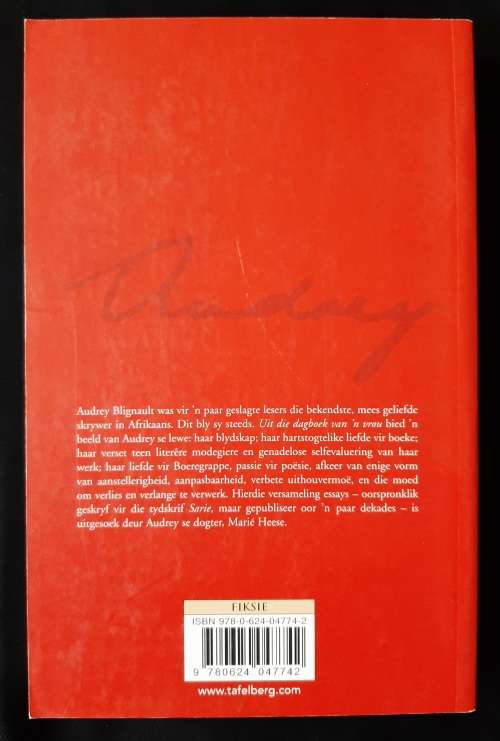 Audrey
Audrey Blignault was vir 'n paar geslagte lesers die bekendste, mees geliefde
skrywer in Afrikaans. Dit bly sy steeds. Uit die dagboek van 'n vrou bied 'n
beeld van Audrey se lewe: haar blydskap; haar hartstogtelike liefde vir boeke;
haar verset teen literêre modegiere en genadelose selfevaluering van haar
werk; haar liefde vir Boeregrappe, passie vir poësie, afkeer van enige vorm
van aanstellerigheid, aanpasbaarheid, verbete uithouvermoë, en die moed
om verlies en verlange te verwerk. Hierdie versameling essays – oorspronklik
geskryf vir die tydskrif Sarie, maar gepubliseer oor 'n paar dekades – is
uitgesoek deur Audrey se dogter, Marié Heese.
FIKSIE
ISBN 978-0-624-04774-2
9 780624 047742
www.tafelberg.com